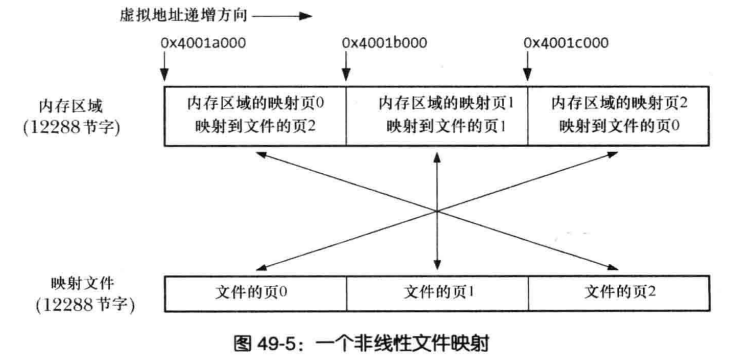 虚拟地址递增方向
0x4001a000 0x4001b000 0x4001c000
内存区域
(12288节字)
内存区域的映射页0
映射到文件的页2
内存区域的映射页1
映射到文件的页1
内存区域的映射页2
映射到文件的页0
映射文件
(12288节字)
文件的页0 文件的页1 文件的页2
图 49-5：一个非线性文件映射